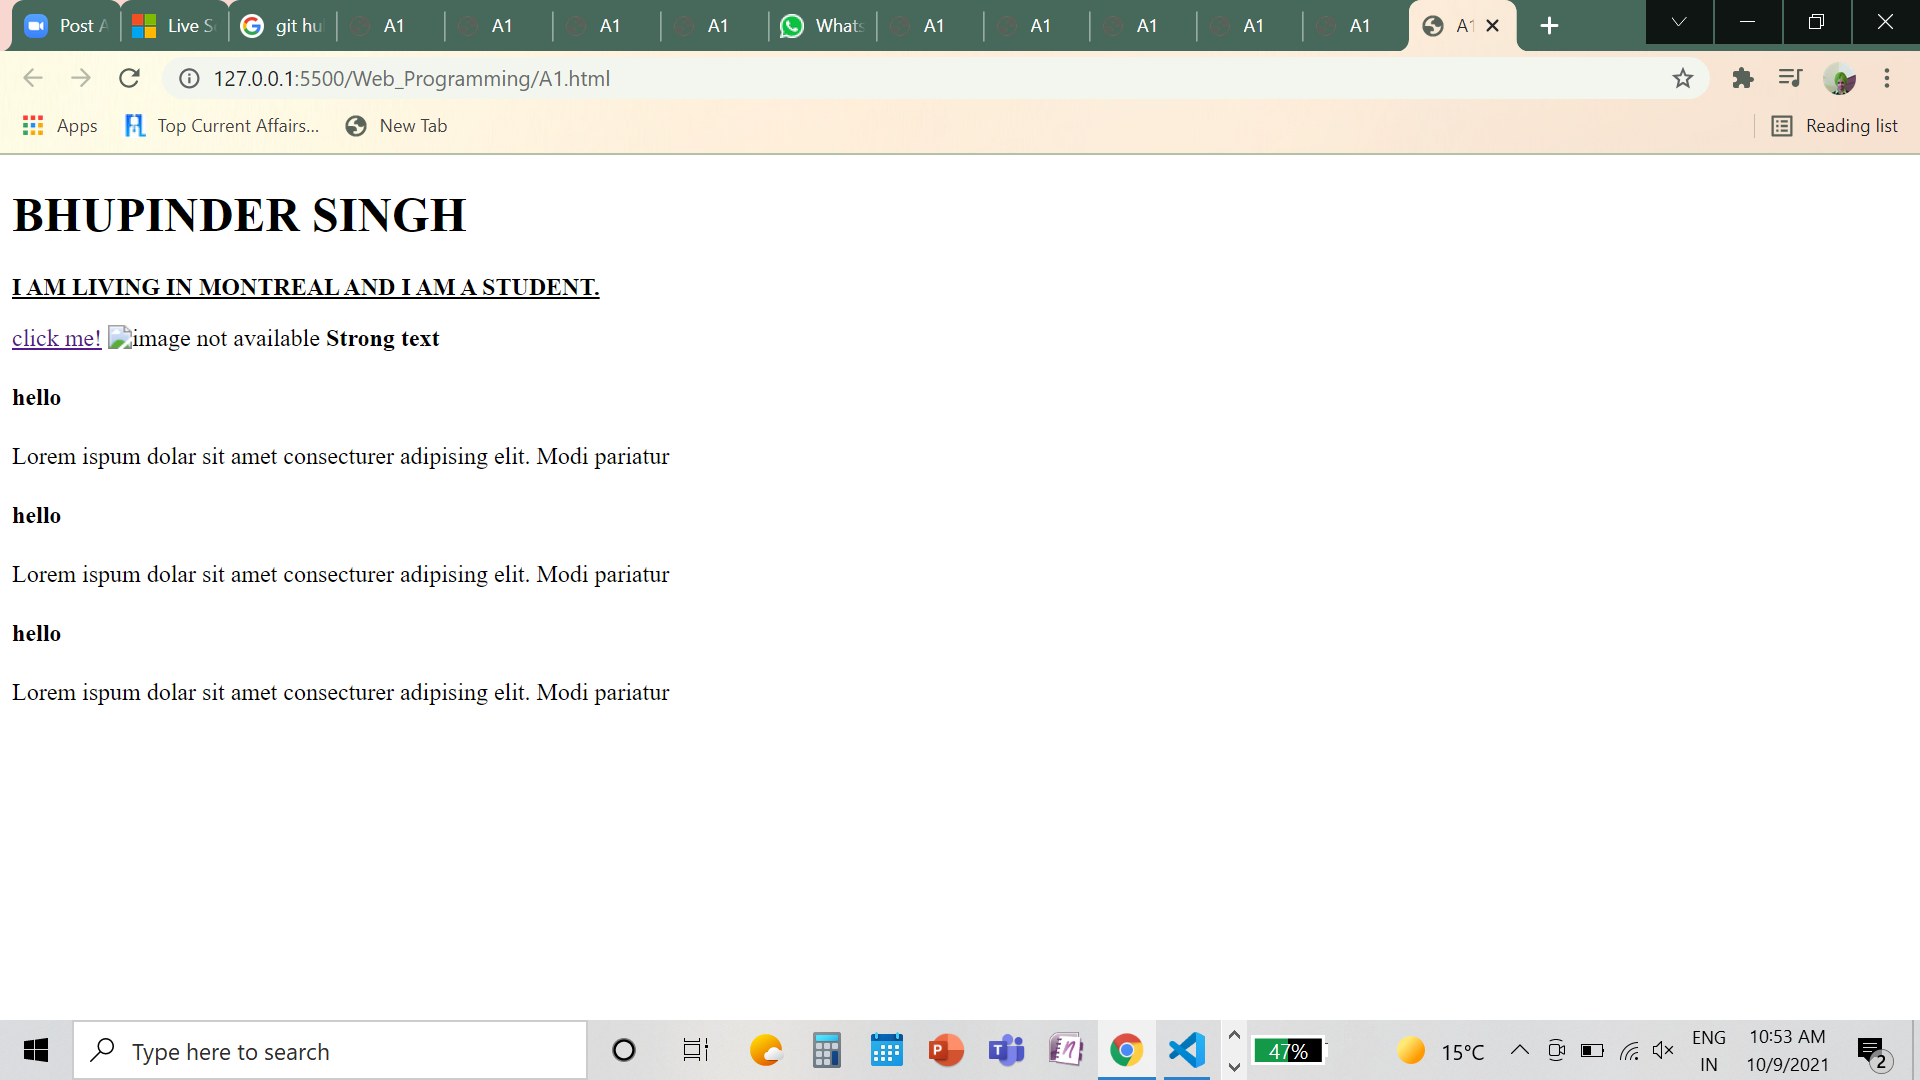 Post A Live S git hu A1 A1 A1 A1 Whats A1 A1 A1 A1 A1 A1
127.0.0.1:5500/Web_Programming/A1.html
Apps Top Current Affairs... New Tab Reading list
BHUPINDER SINGH
I AM LIVING IN MONTREAL AND I AM A STUDENT.
click me! image not available Strong text
hello
Lorem ispum dolar sit amet consecturer adipising elit. Modi pariatur
hello
Lorem ispum dolar sit amet consecturer adipising elit. Modi pariatur
hello
Lorem ispum dolar sit amet consecturer adipising elit. Modi pariatur
Type here to search 47% 15°C ENG 10:53 AM
IN 10/9/2021 2